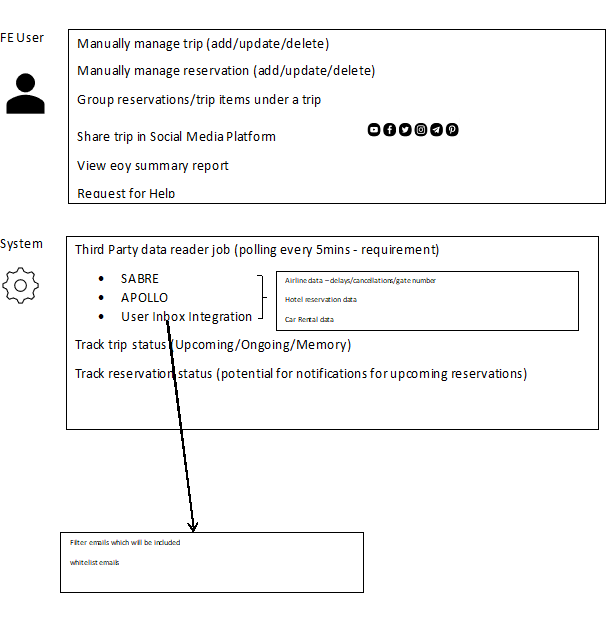 FE User
Manually manage trip (add/update/delete)
Manually manage reservation (add/update/delete)
Group reservations/trip items under a trip
Share trip in Social Media Platform
View eoy summary report
Request for Help
System
Third Party data reader job (polling every 5mins - requirement)
• SABRE
• APOLLO
• User Inbox Integration
Airline data – delays/cancellations/gate number
Hotel reservation data
Car Rental data
Track trip status (Upcoming/Ongoing/Memory)
Track reservation status (potential for notifications for upcoming reservations)
Filter emails which will be included
whitelist emails